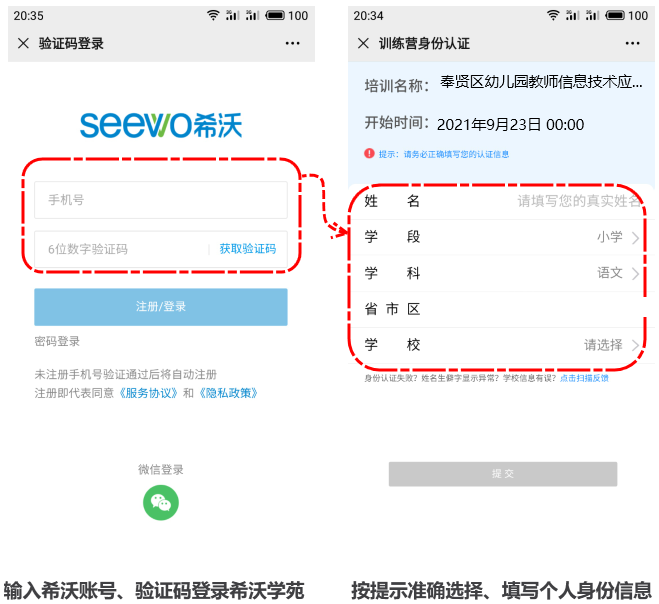 20:35
100
验证码登录
seewo希沃
手机号
6位数字验证码
获取验证码
注册/登录
密码登录
未注册手机号验证通过后将自动注册
注册即代表同意《服务协议》和《隐私政策》
微信登录
输入希沃账号、验证码登录希沃学苑
20:34
100
训练营身份认证
培训名称： 奉贤区幼儿园教师信息技术应...
开始时间： 2021年9月23日 00:00
提示：请务必正确填写您的认证信息
姓 名 请填写您的真实姓名
学 段 小学
学 科 语文
省 市 区
学 校 请选择
身份认证失败？姓名生僻字显示异常？学校信息有误？点击扫描反馈
提 交
按提示准确选择、填写个人身份信息